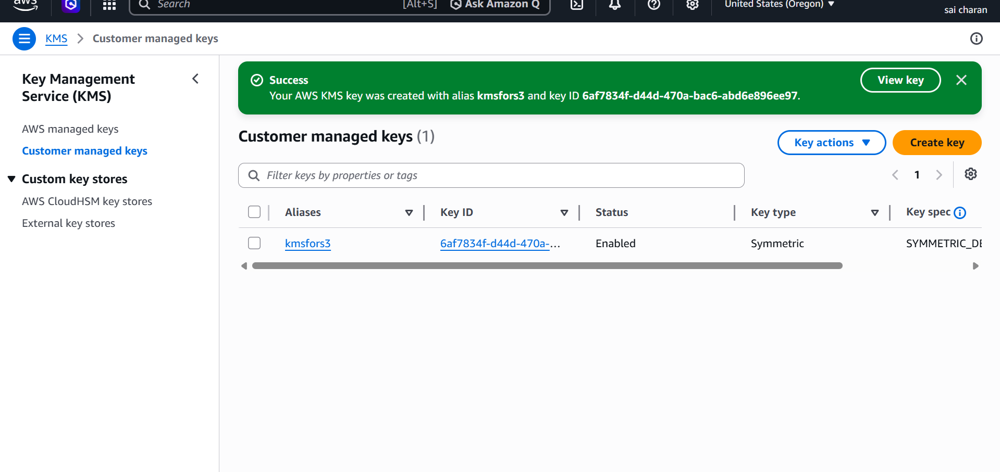 aws
Search [Alt+S] Ask Amazon Q
United States (Oregon)
sai charan
KMS
Customer managed keys
Key Management
Service (KMS)
AWS managed keys
Customer managed keys
Custom key stores
AWS CloudHSM key stores
External key stores
Success
Your AWS KMS key was created with alias kmsfors3 and key ID 6af7834f-d44d-470a-bac6-abd6e896ee97.
View key
Customer managed keys (1)
Key actions
Create key
Filter keys by properties or tags
1
Aliases Key ID Status Key type Key spec
kmsfors3 6af7834f-d44d-470a-... Enabled Symmetric SYMMETRIC_DE